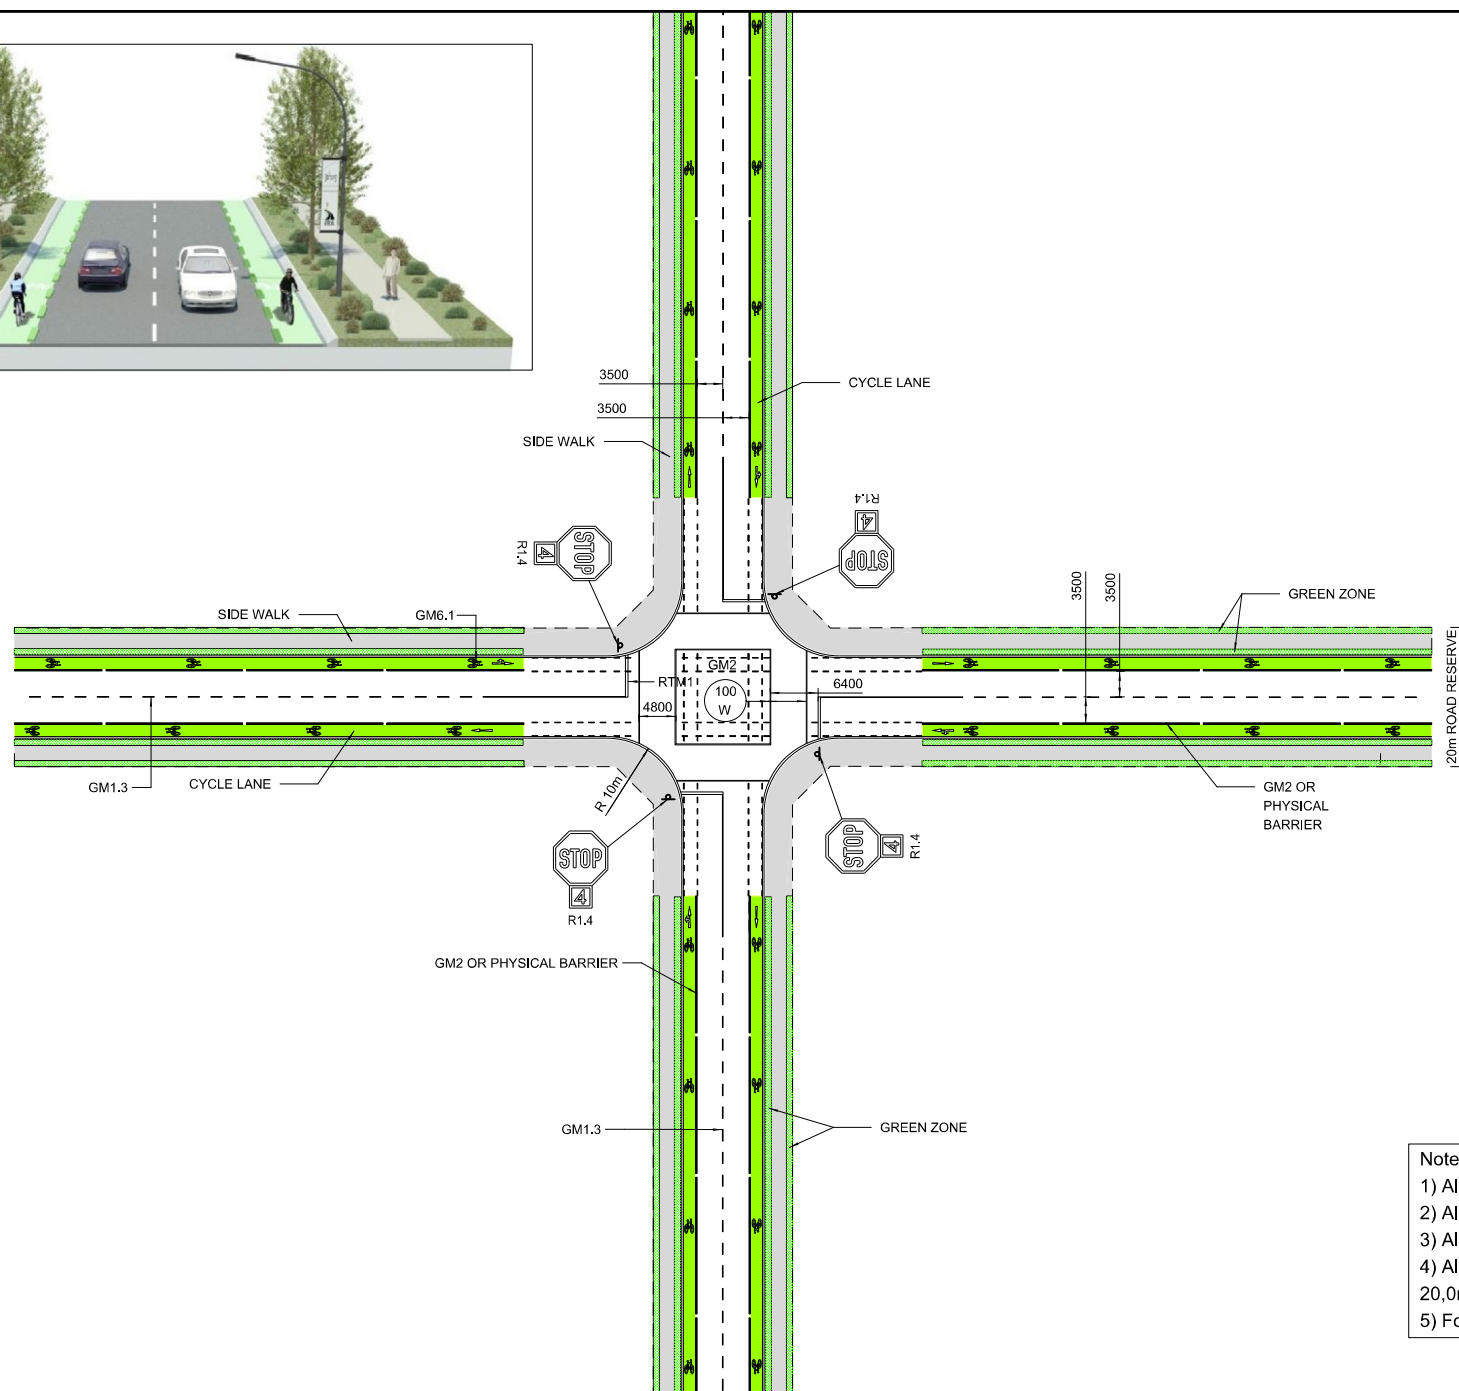 3500
3500
CYCLE LANE
SIDE WALK
R1.4
4
STOP
STOP
4
R1.4
3500
3500
GREEN ZONE
SIDE WALK
GM6.1
GM2
RTM1
100
W
6400
4800
20m ROAD RESERVE
GM1.3
CYCLE LANE
R 10m
GM2 OR
PHYSICAL
BARRIER
STOP
4
R1.4
STOP
4
R1.4
GM2 OR PHYSICAL BARRIER
GM1.3
GREEN ZONE
Note
1) Al
2) Al
3) Al
4) Al
20,0
5) Fo